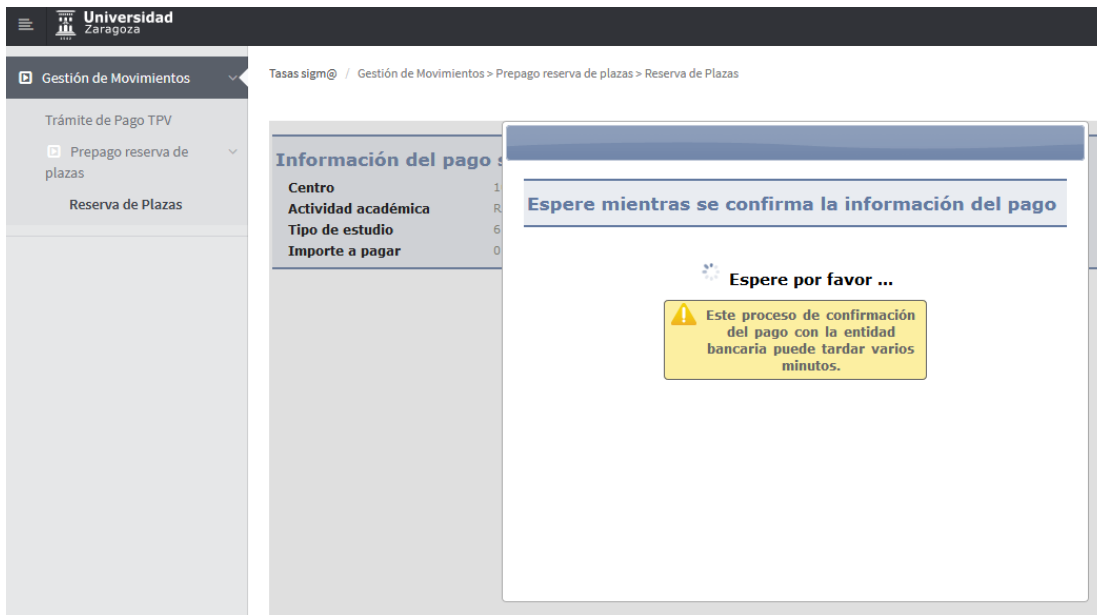 Universidad
Zaragoza
Gestión de Movimientos
Tasas sigm@ / Gestión de Movimientos > Prepago reserva de plazas > Reserva de Plazas
Trámite de Pago TPV
Prepago reserva de
plazas
Reserva de Plazas
Información del pago
Centro 1
Actividad académica R
Tipo de estudio 6
Importe a pagar 0
Espere mientras se confirma la información del pago
Espere por favor ...
Este proceso de confirmación
del pago con la entidad
bancaria puede tardar varios
minutos.